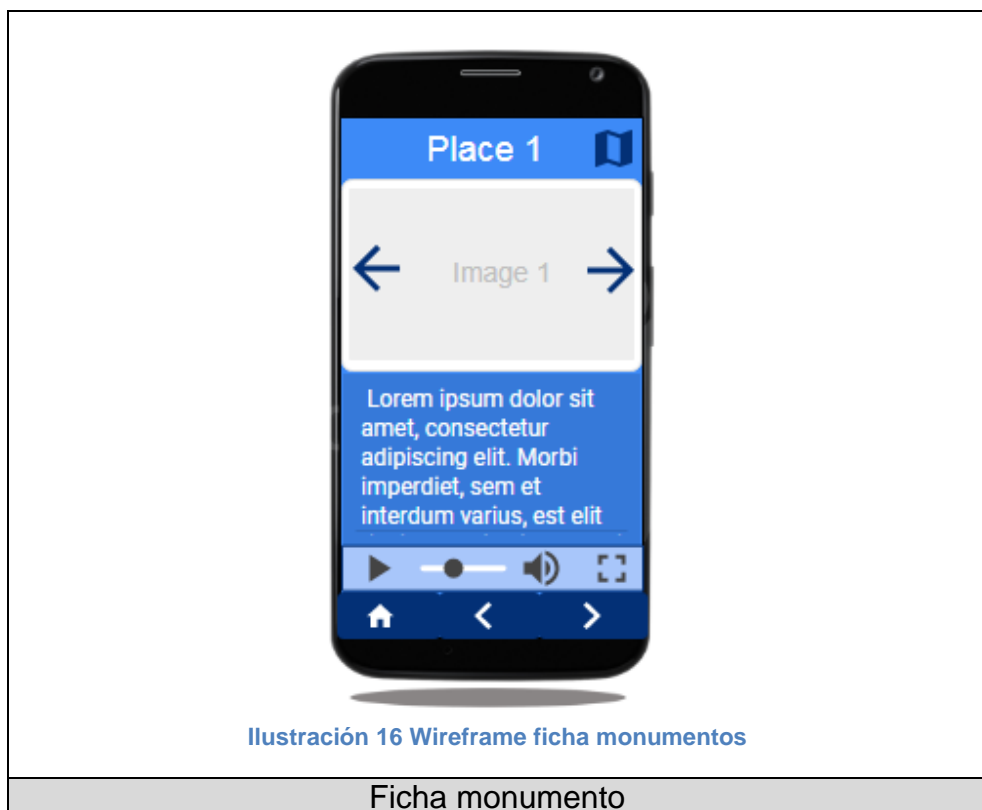 Place 1
Image 1
Lorem ipsum dolor sit
amet, consectetur
adipiscing elit. Morbi
imperdiet, sem et
interdum varius, est elit
Ilustración 16 Wireframe ficha monumentos
Ficha monumento